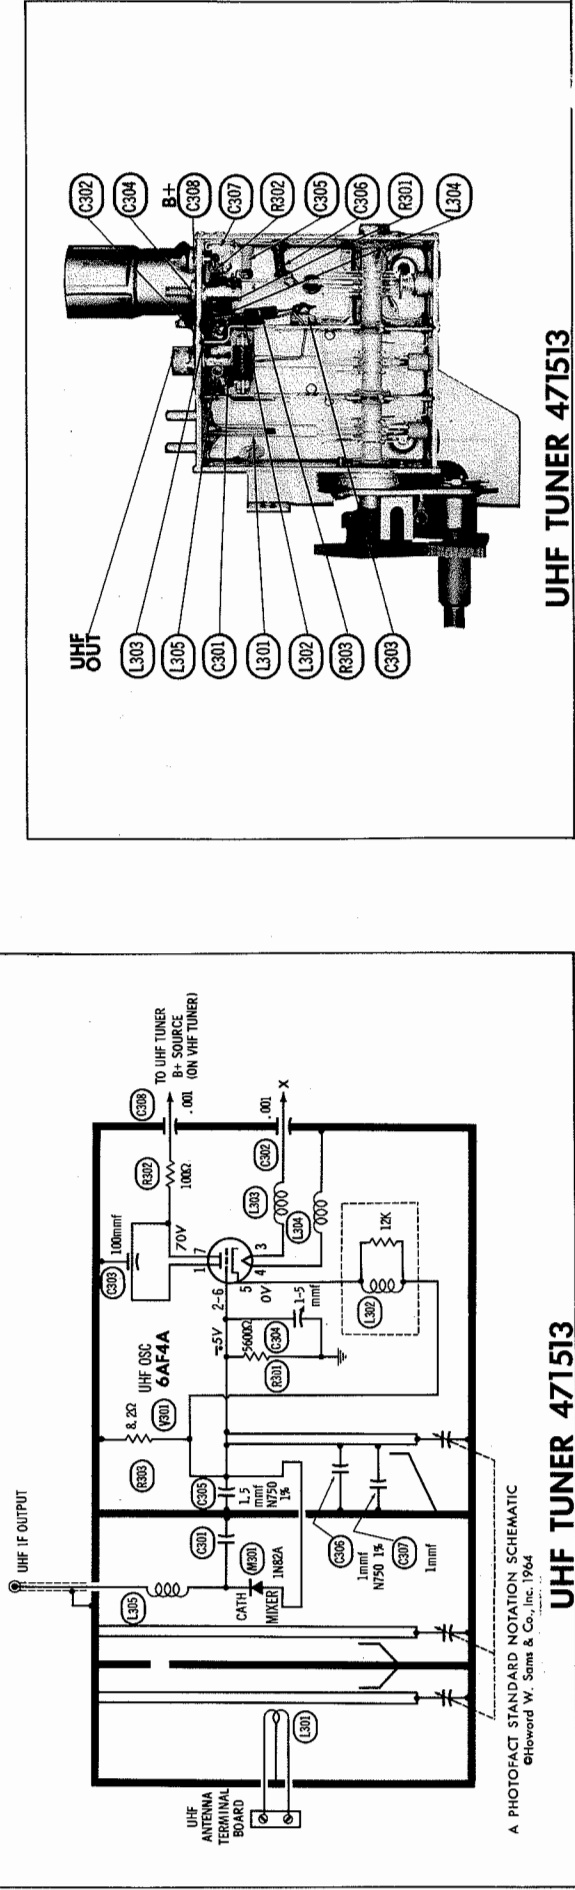 UHF IF OUTPUT
L305
C301
CATH
M301
MIXER
1N82A
R303
8.2Ω
V301
UHF OSC
6AF4A
C305
1.5
mmf
N750
1%
C306
1mmf
N750 1%
C307
1mmf
C303
100mmf
70V
1 7
2-6
5
4
3
0V
5600Ω
R301
C304
1-5
mmf
R302
100Ω
C308
.001
TO UHF TUNER
B+ SOURCE
(ON VHF TUNER)
C302
.001
X
L303
L304
L302
12K
UHF
ANTENNA
TERMINAL
BOARD
L301
A PHOTOFACT STANDARD NOTATION SCHEMATIC
©Howard W. Sams & Co., Inc. 1964
UHF TUNER 471513
UHF
OUT
L303
L305
C301
L301
L302
R303
C303
C302
C304
B+
C308
C307
R302
C305
C306
R301
L304
UHF TUNER 471513